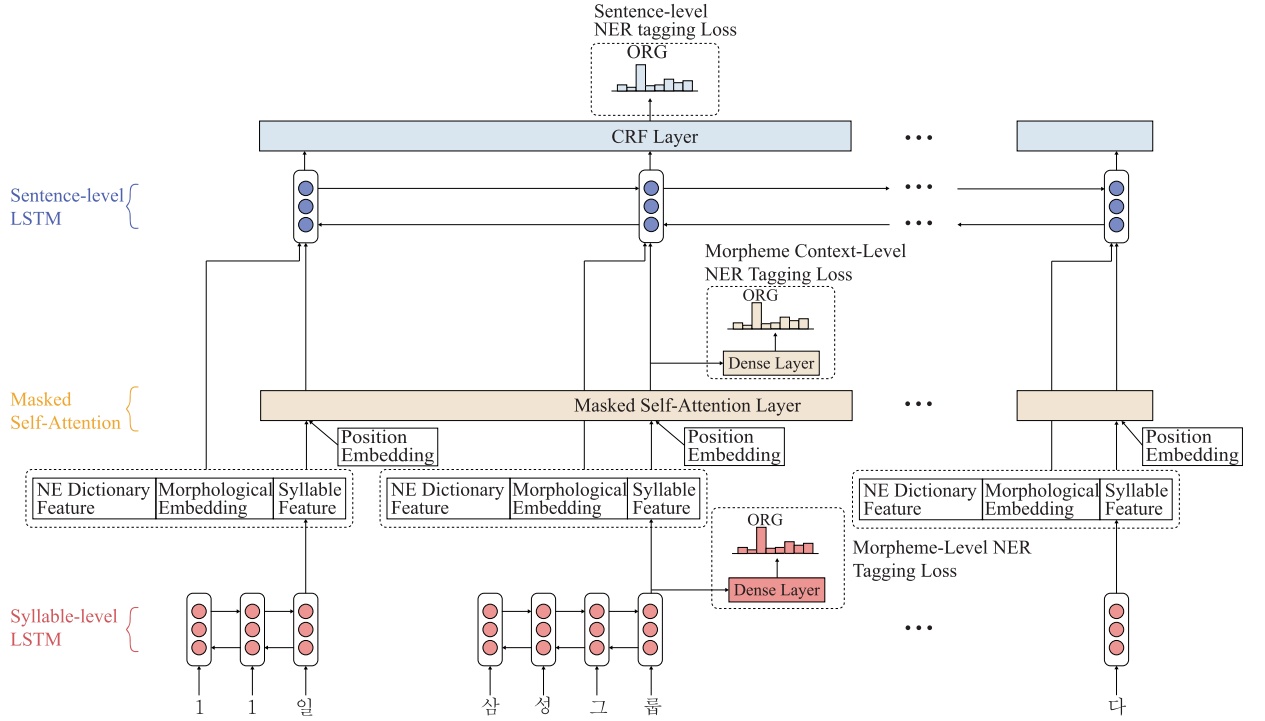 Sentence-level
NER tagging Loss
ORG
CRF Layer
...
Sentence-level
LSTM
...
...
Morpheme Context-Level
NER Tagging Loss
ORG
Dense Layer
Masked
Self-Attention
Masked Self-Attention Layer
...
Position
Embedding
Position
Embedding
Position
Embedding
NE Dictionary
Feature
Morphological
Embedding
Syllable
Feature
NE Dictionary
Feature
Morphological
Embedding
Syllable
Feature
NE Dictionary
Feature
Morphological
Embedding
Syllable
Feature
ORG
Dense Layer
Morpheme-Level NER
Tagging Loss
Syllable-level
LSTM
...
1 1 일 삼 성 그 룹 다